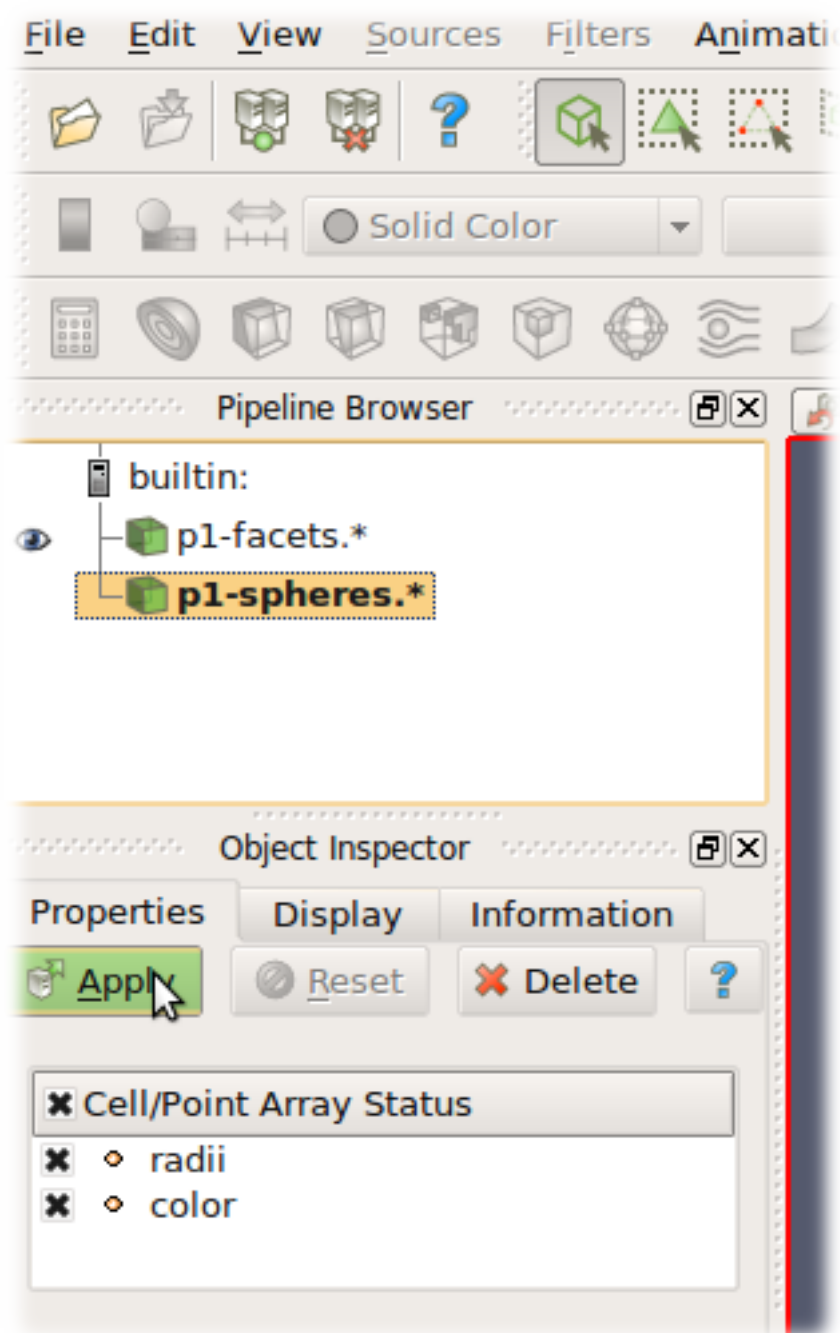 File Edit View Sources Filters
Solid Color
Pipeline Browser
builtin:
p1-facets.*
p1-spheres.*
Object Inspector
Properties Display Information
Apply Reset Delete
Cell/Point Array Status
radii
color